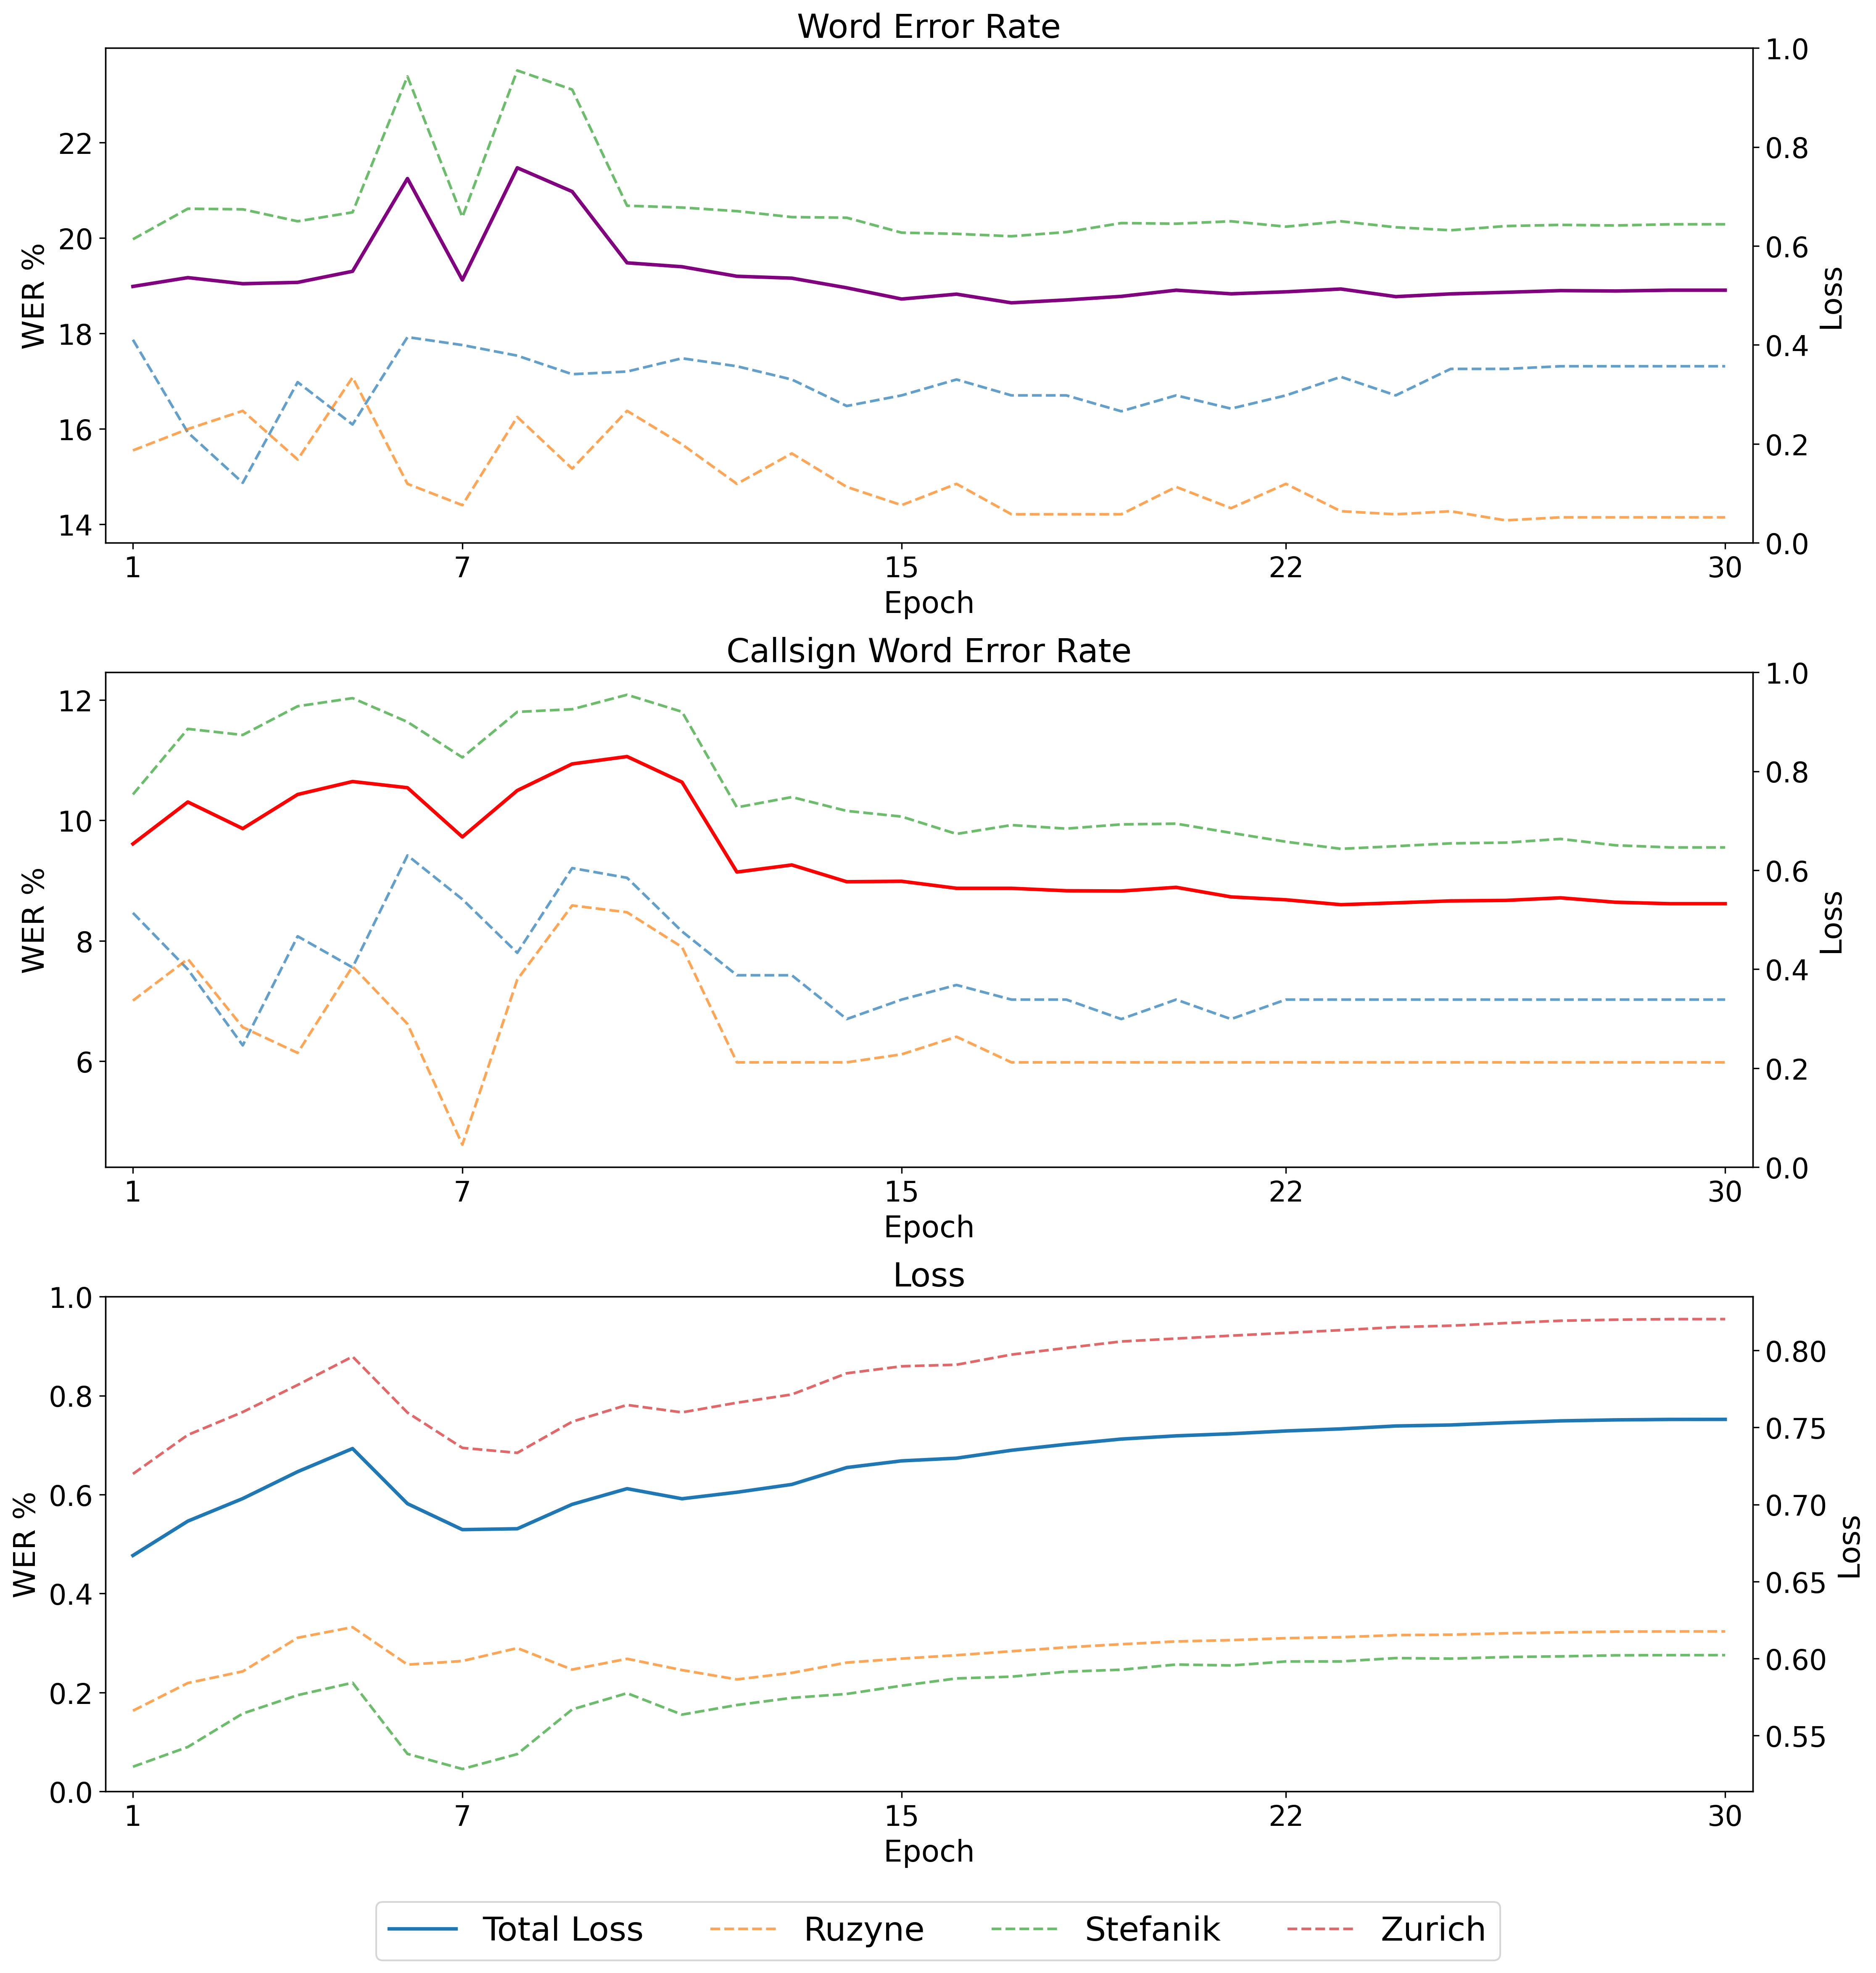 Word Error Rate
WER %
22
20
18
16
14
1.0
0.8
0.6
0.4
0.2
0.0
Loss
1 7 15 22 30
Epoch
Callsign Word Error Rate
WER %
12
10
8
6
1.0
0.8
0.6
0.4
0.2
0.0
Loss
1 7 15 22 30
Epoch
Loss
WER %
1.0
0.8
0.6
0.4
0.2
0.0
0.80
0.75
0.70
0.65
0.60
0.55
Loss
1 7 15 22 30
Epoch
Total Loss Ruzyne Stefanik Zurich